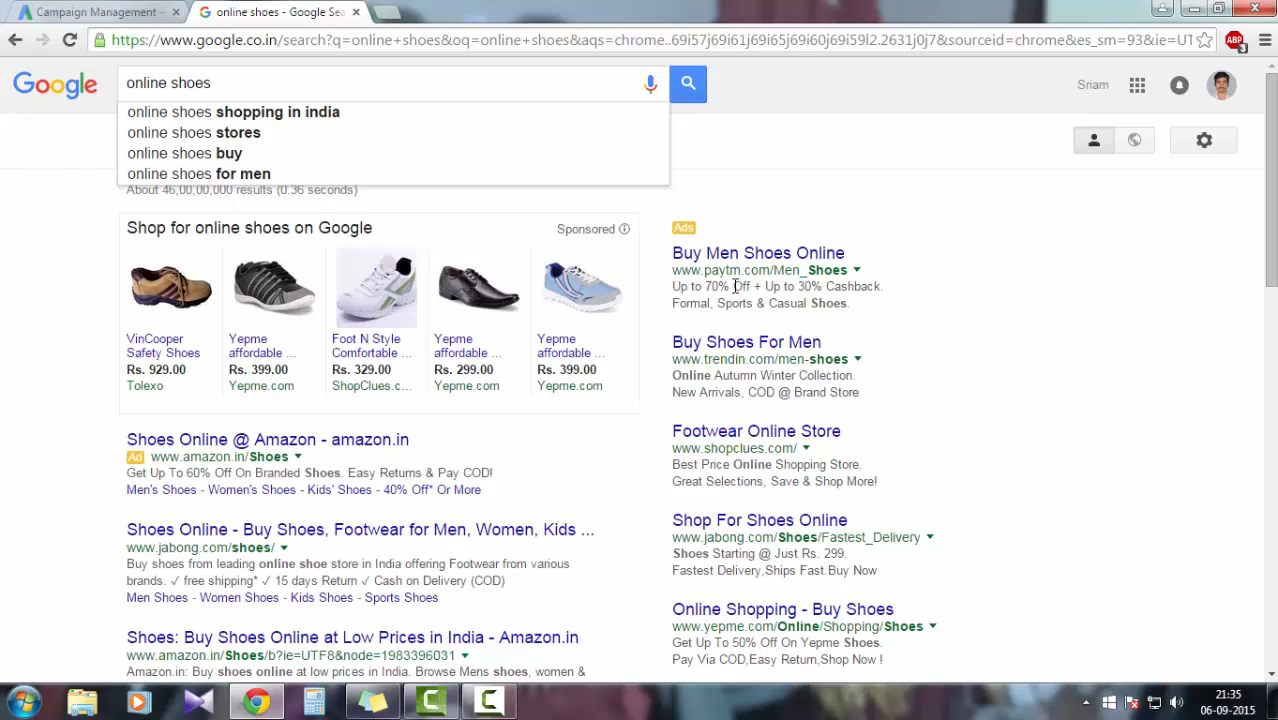 Campaign Management –
online shoes - Google Sea
https://www.google.co.in/search?q=online+shoes&oq=online+shoes&aqs=chrome..69i57j69i61j69i65j69i60j69i59l2.2631j0j7&sourceid=chrome&es_sm=93&ie=UT
ABP
3
Google
online shoes
Sriam
online shoes shopping in india
online shoes stores
online shoes buy
online shoes for men
About 46,00,00,000 results (0.36 seconds)
Shop for online shoes on Google
Sponsored
VinCooper
Safety Shoes
Rs. 929.00
Tolexo
Yepme
affordable ...
Rs. 399.00
Yepme.com
Foot N Style
Comfortable ...
Rs. 329.00
ShopClues.c...
Yepme
affordable ...
Rs. 299.00
Yepme.com
Yepme
affordable ...
Rs. 399.00
Yepme.com
Shoes Online @ Amazon - amazon.in
Ad www.amazon.in/Shoes
Get Up To 60% Off On Branded Shoes. Easy Returns & Pay COD!
Men's Shoes - Women's Shoes - Kids' Shoes - 40% Off* Or More
Shoes Online - Buy Shoes, Footwear for Men, Women, Kids ...
www.jabong.com/shoes/
Buy shoes from leading online shoe store in India offering Footwear from various
brands. ✓ free shipping* ✓ 15 days Return ✓ Cash on Delivery (COD)
Men Shoes - Women Shoes - Kids Shoes - Sports Shoes
Shoes: Buy Shoes Online at Low Prices in India - Amazon.in
www.amazon.in/Shoes/b?ie=UTF8&node=1983396031
Amazon.in: Buy shoes online at low prices in India. Browse Mens shoes, women &
Ads
Buy Men Shoes Online
www.paytm.com/Men_Shoes
Up to 70% Off + Up to 30% Cashback.
Formal, Sports & Casual Shoes.
Buy Shoes For Men
www.trendin.com/men-shoes
Online Autumn Winter Collection.
New Arrivals, COD @ Brand Store
Footwear Online Store
www.shopclues.com/
Best Price Online Shopping Store.
Great Selections, Save & Shop More!
Shop For Shoes Online
www.jabong.com/Shoes/Fastest_Delivery
Shoes Starting @ Just Rs. 299.
Fastest Delivery,Ships Fast.Buy Now
Online Shopping - Buy Shoes
www.yepme.com/Online/Shopping/Shoes
Get Up To 50% Off On Yepme Shoes.
Pay Via COD,Easy Return,Shop Now !
21:35
06-09-2015